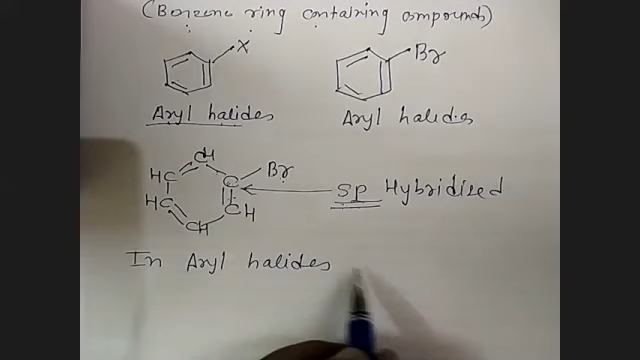 (Benzene ring containing compounds)
X
Br
Aryl halides
Aryl halides
CH
HC
C
Br
HC
CH
CH
SP Hybridized
In Aryl halides